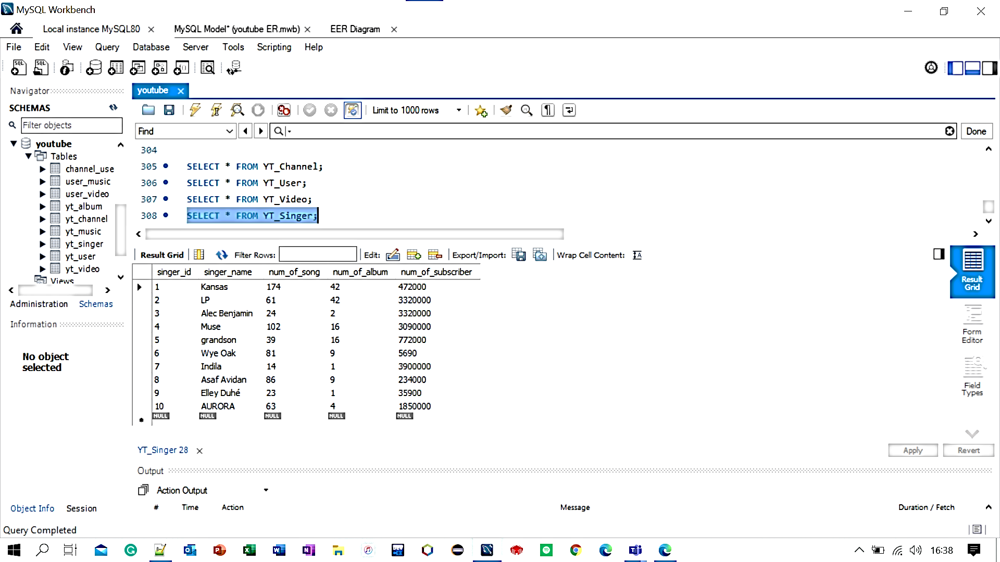 MySQL Workbench
Local instance MySQL80
MySQL Model* (youtube ER.mwb)
EER Diagram
File Edit View Query Database Server Tools Scripting Help
Navigator
SCHEMAS
Filter objects
youtube
Tables
channel_use
user_music
user_video
yt_album
yt_channel
yt_music
yt_singer
yt_user
yt_video
Views
Administration Schemas
Information
No object
selected
youtube
Limit to 1000 rows
Find
Done
304
305 SELECT * FROM YT_Channel;
306 SELECT * FROM YT_User;
307 SELECT * FROM YT_Video;
308 SELECT * FROM YT_Singer;
Result Grid Filter Rows: Edit: Export/Import: Wrap Cell Content:
singer_id singer_name num_of_song num_of_album num_of_subscriber
1 Kansas 174 42 472000
2 LP 61 42 3320000
3 Alec Benjamin 24 2 3320000
4 Muse 102 16 3090000
5 grandson 39 16 772000
6 Wye Oak 81 9 5690
7 Indila 14 1 3900000
8 Asaf Avidan 86 9 234000
9 Elley Duhé 23 1 35900
10 AURORA 63 4 1850000
NULL NULL NULL NULL NULL
Result
Grid
Form
Editor
Field
Types
YT_Singer 28
Apply Revert
Output
Action Output
# Time Action Message Duration / Fetch
Object Info Session
Query Completed
16:38